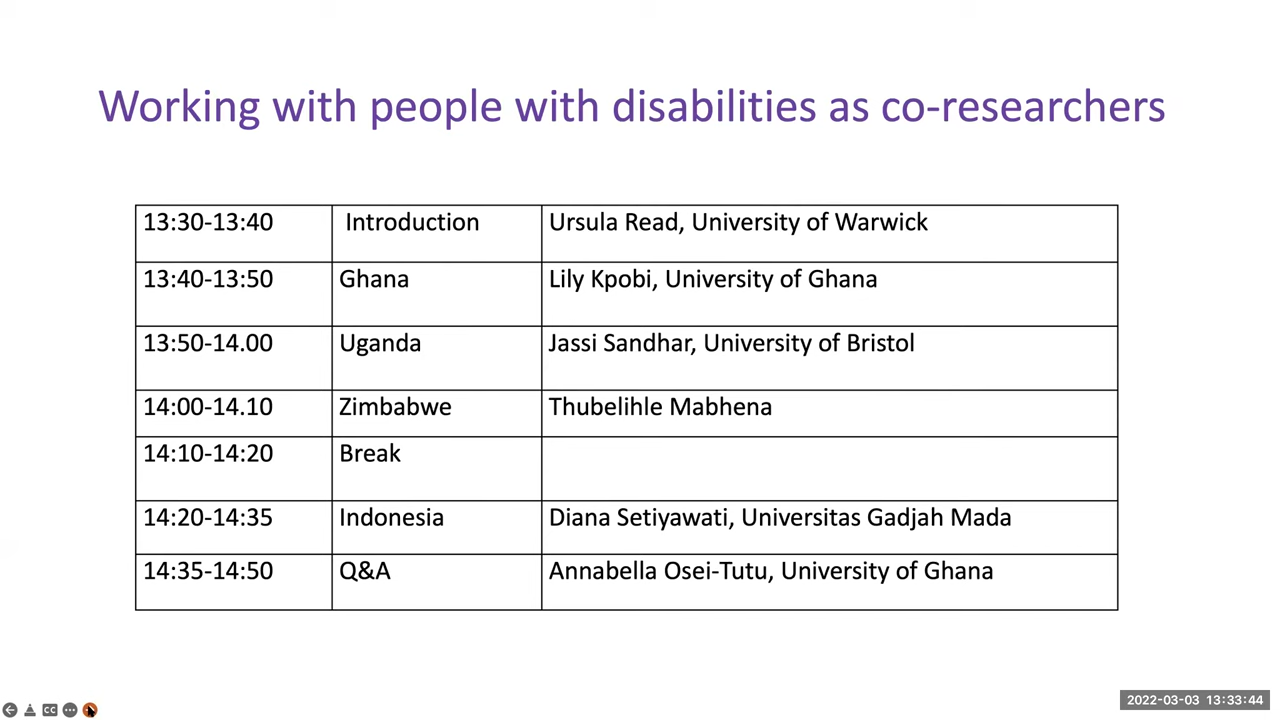 Working with people with disabilities as co-researchers
13:30-13:40 Introduction Ursula Read, University of Warwick
13:40-13:50 Ghana Lily Kpobi, University of Ghana
13:50-14.00 Uganda Jassi Sandhar, University of Bristol
14:00-14.10 Zimbabwe Thubelihle Mabhena
14:10-14:20 Break
14:20-14:35 Indonesia Diana Setiyawati, Universitas Gadjah Mada
14:35-14:50 Q&A Annabella Osei-Tutu, University of Ghana
CC
2022-03-03 13:33:44